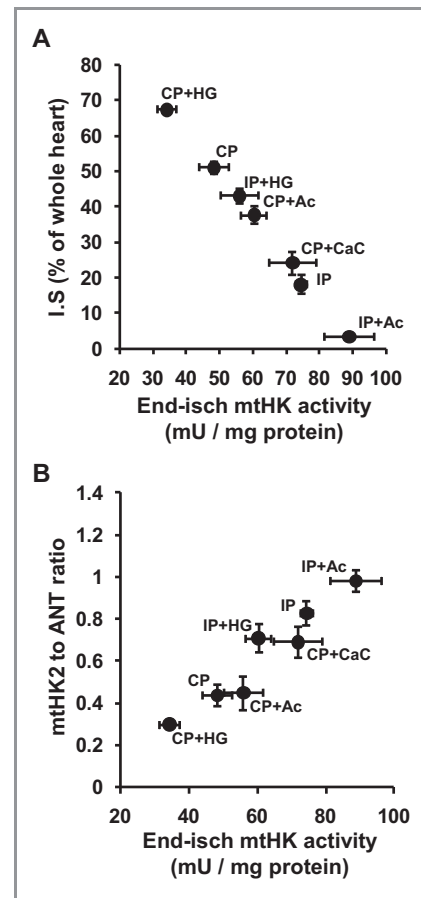 A
I.S (% of whole heart)
80
70
60
50
40
30
20
10
0
CP+HG
CP
IP+HG
CP+Ac
CP+CaC
IP
IP+Ac
20 30 40 50 60 70 80 90 100
End-isch mtHK activity
(mU / mg protein)
B
mtHK2 to ANT ratio
1.4
1.2
1
0.8
0.6
0.4
0.2
0
IP+Ac
IP
IP+HG
CP+CaC
CP
CP+Ac
CP+HG
20 40 60 80 100
End-isch mtHK activity
(mU / mg protein)